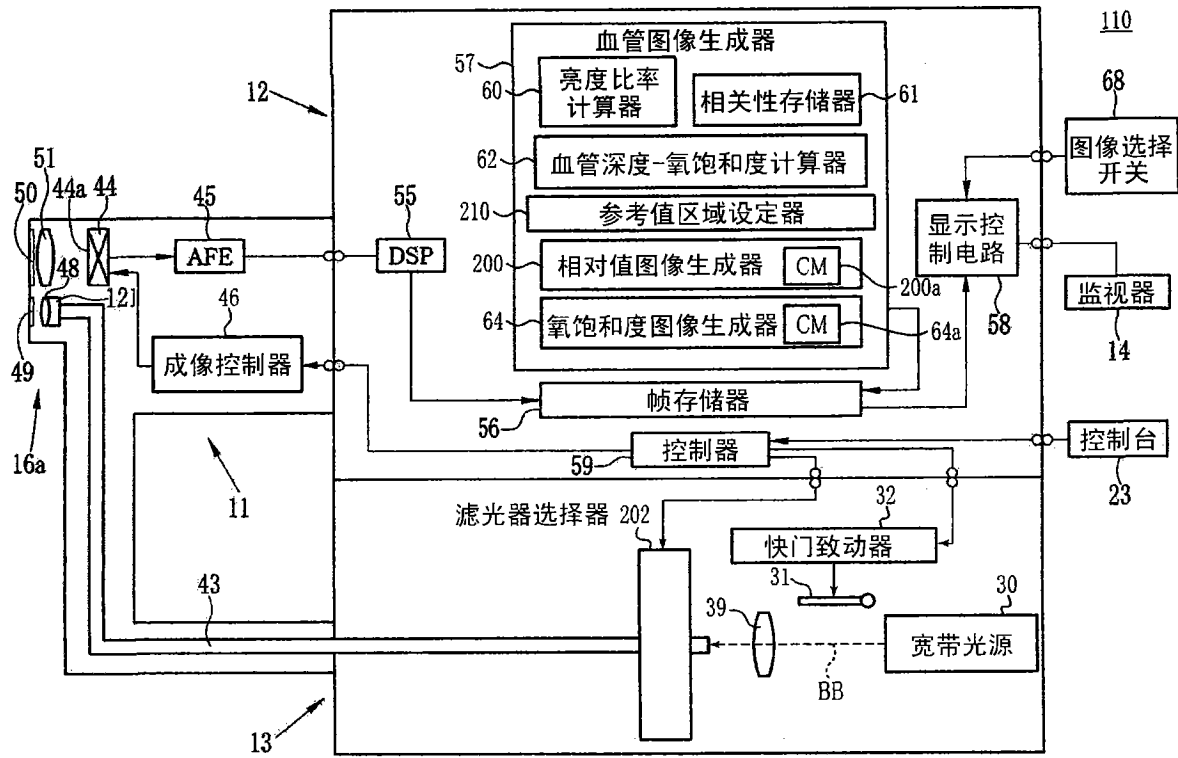 110
血管图像生成器
57
60
亮度比率
计算器
相关性存储器
61
68
图像选择
开关
12
62
血管深度-氧饱和度计算器
51
50
44a
44
45
55
210
参考值区域设定器
显示控
制电路
AFE
DSP
200
相对值图像生成器
CM
200a
58
监视器
14
48
121
46
64
氧饱和度图像生成器
CM
64a
49
成像控制器
帧存储器
56
16a
11
控制器
59
控制台
23
滤光器选择器
202
32
快门致动器
31
43
39
30
宽带光源
BB
13